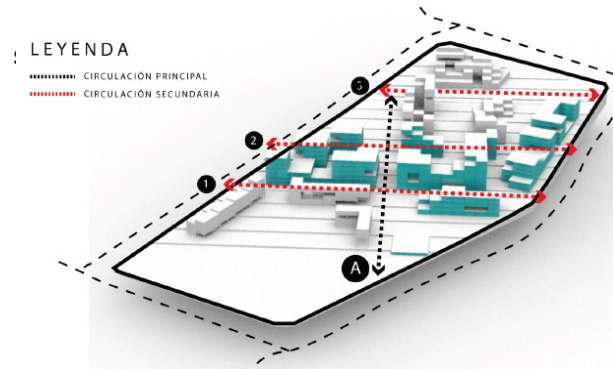 LEYENDA
CIRCULACIÓN PRINCIPAL
CIRCULACIÓN SECUNDARIA
3
2
1
A